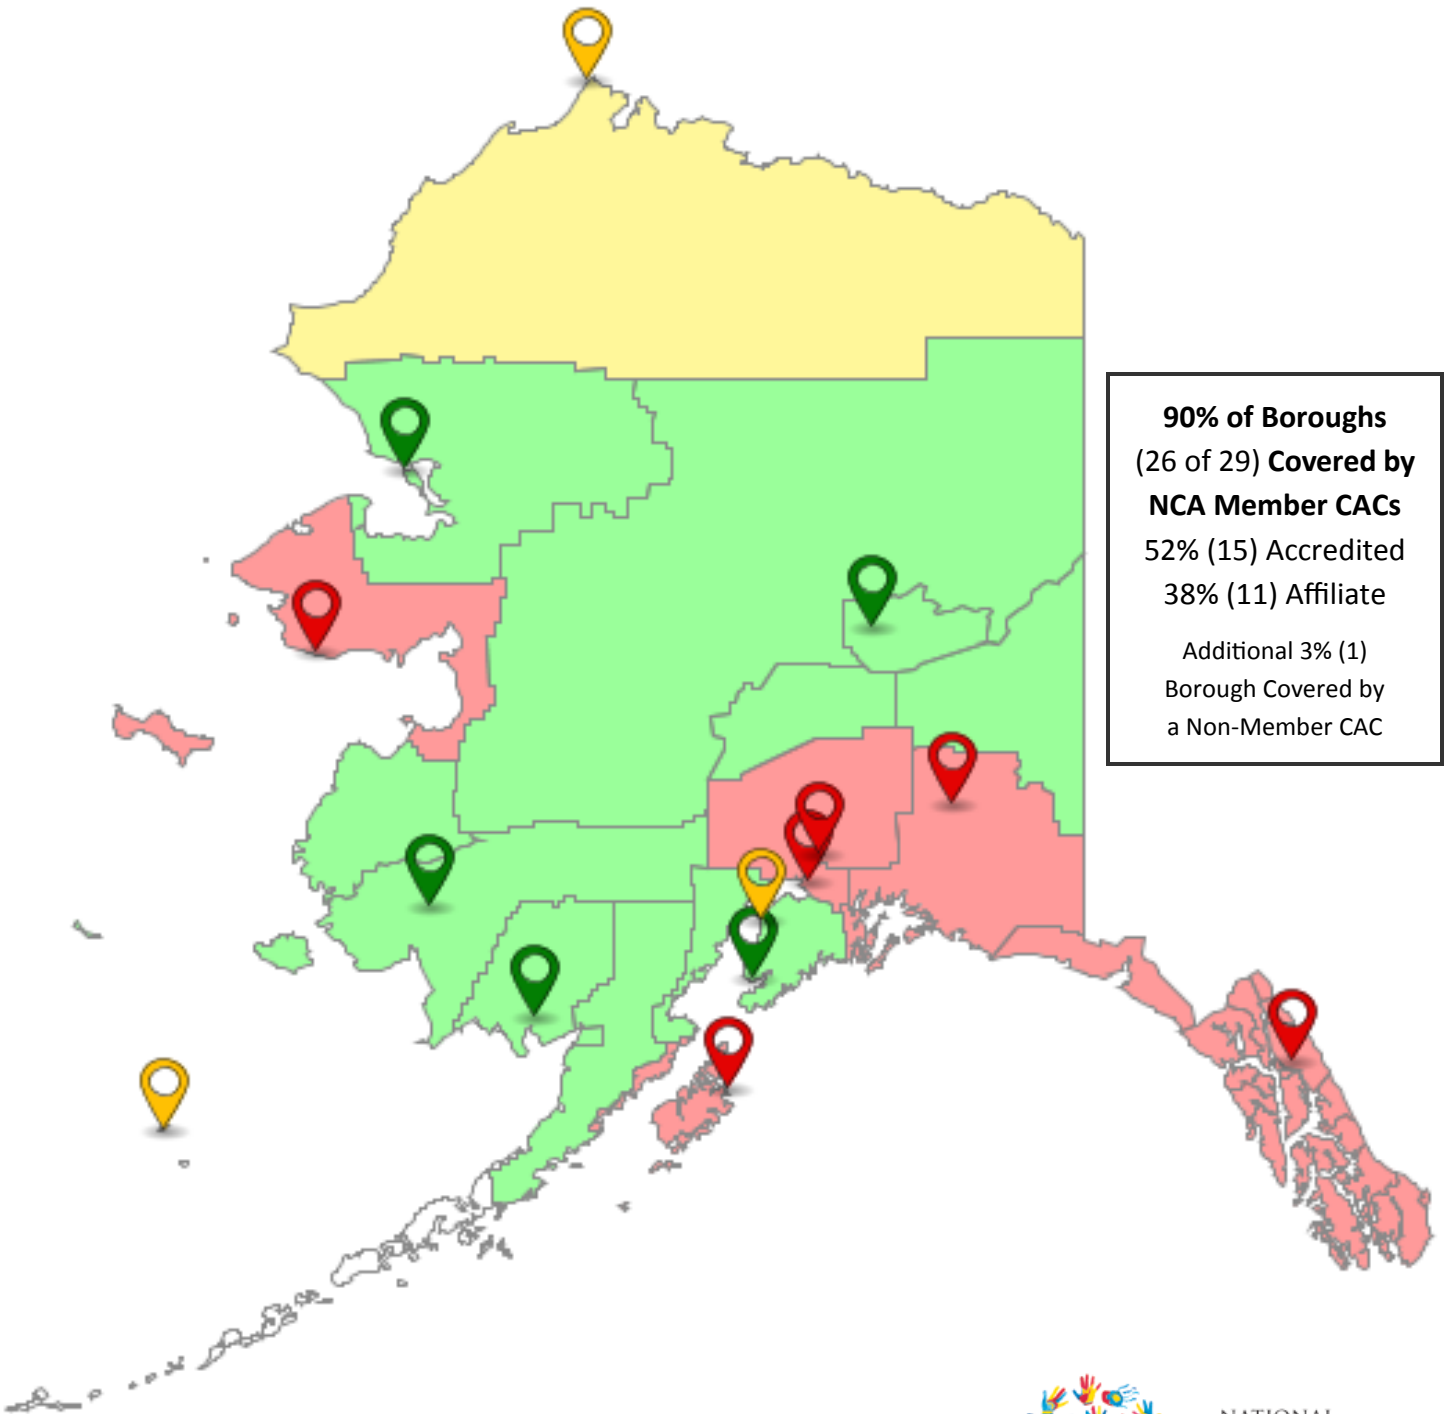 90% of Boroughs
(26 of 29) Covered by
NCA Member CACs
52% (15) Accredited
38% (11) Affiliate
Additional 3% (1)
Borough Covered by
a Non-Member CAC
NATIONAL